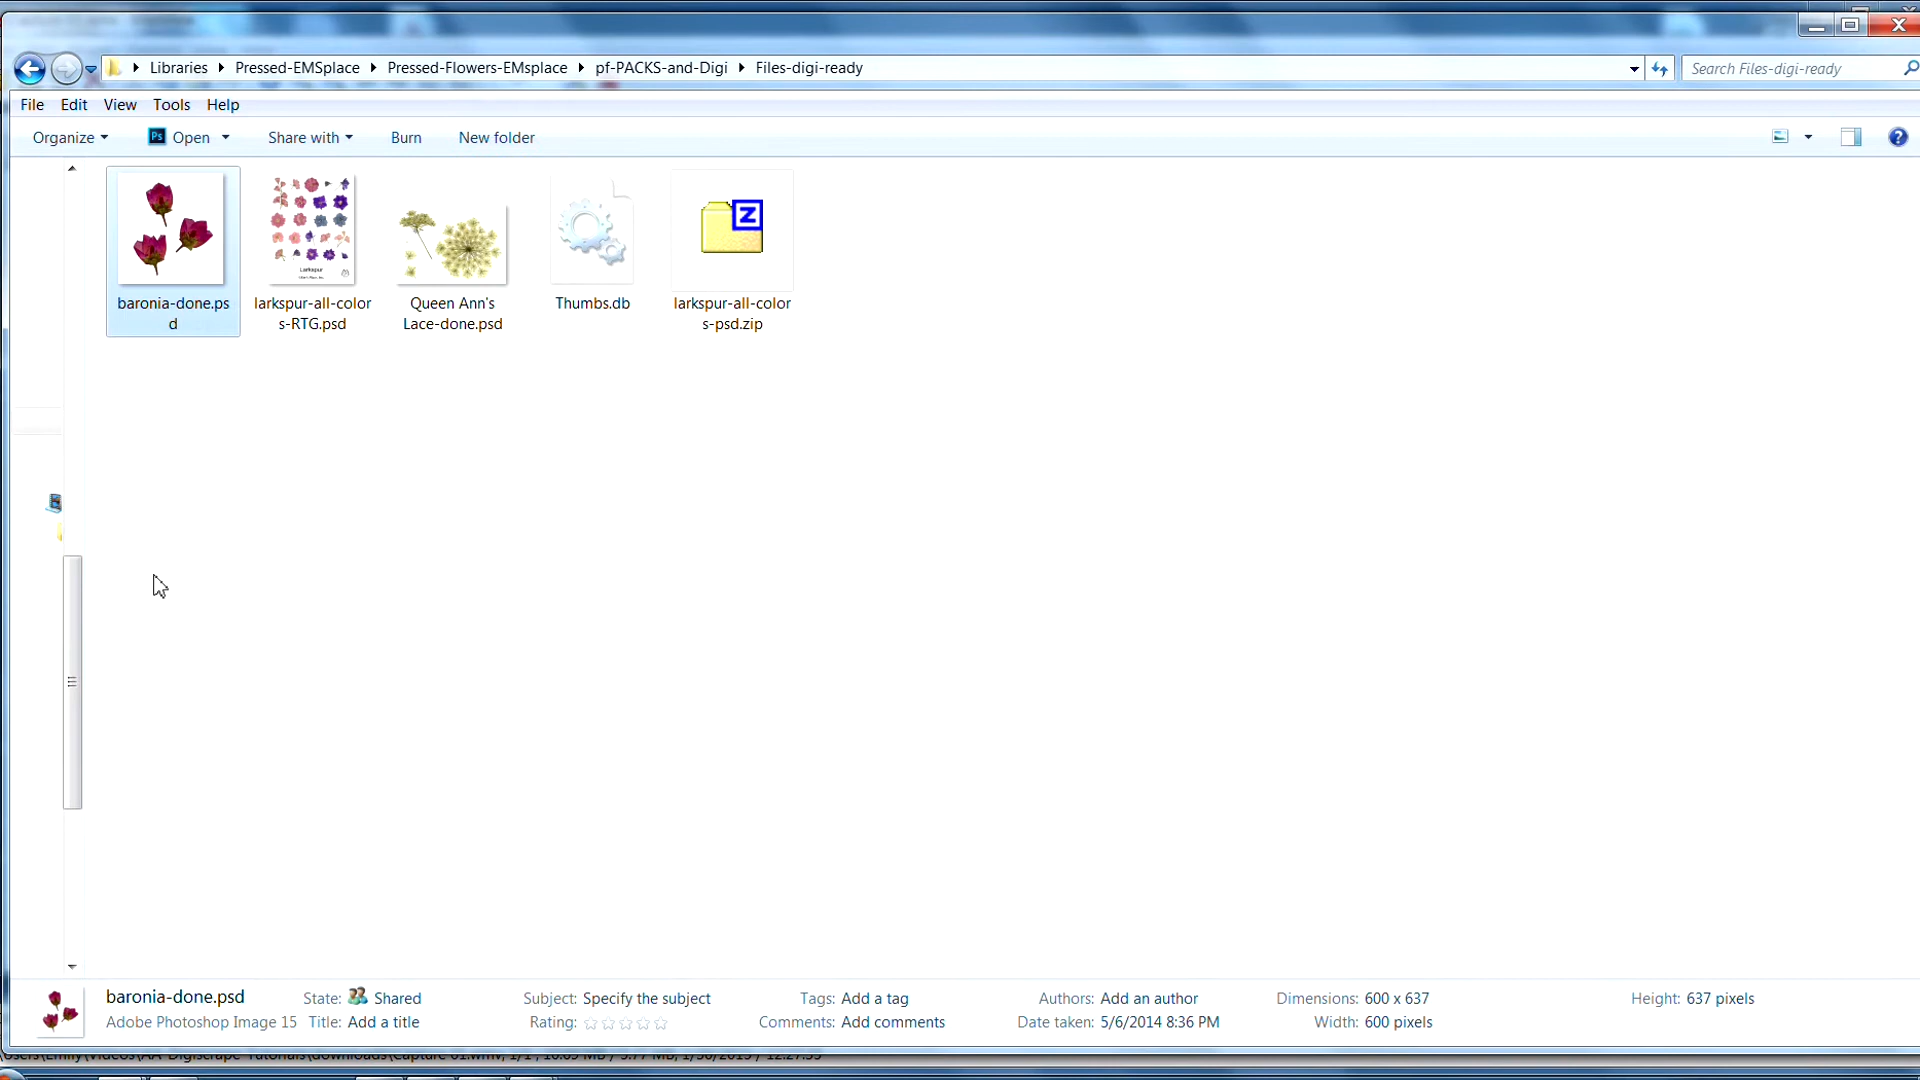 Libraries
Pressed-EMSplace
Pressed-Flowers-EMsplace
pf-PACKS-and-Digi
Files-digi-ready
Search Files-digi-ready
File Edit View Tools Help
Organize
Ps Open
Share with
Burn
New folder
baronia-done.ps
d
larkspur-all-color
s-RTG.psd
Larkspur
Queen Ann's
Lace-done.psd
Thumbs.db
Z
larkspur-all-color
s-psd.zip
baronia-done.psd State: Shared Subject: Specify the subject Tags: Add a tag Authors: Add an author Dimensions: 600 x 637 Height: 637 pixels
Adobe Photoshop Image 15 Title: Add a title Rating: Comments: Add comments Date taken: 5/6/2014 8:36 PM Width: 600 pixels